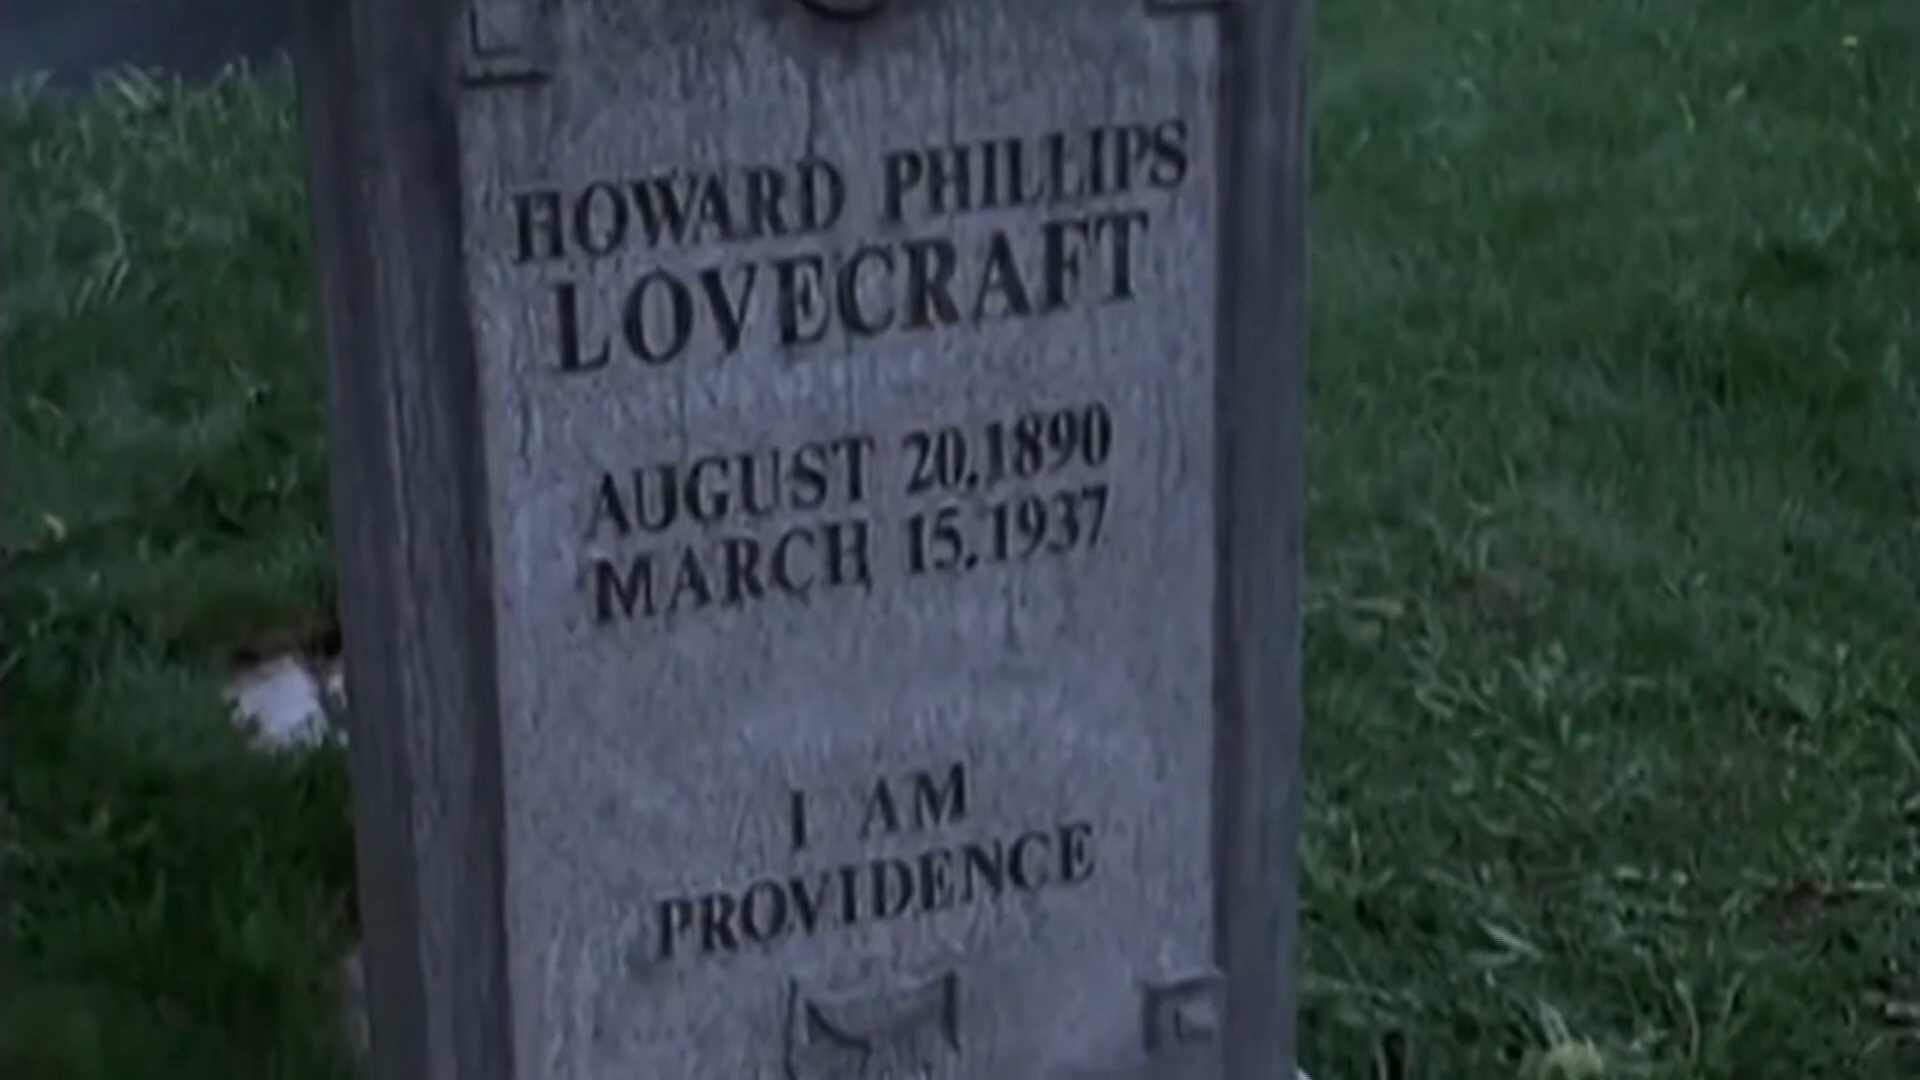 HOWARD PHILLIPS
LOVECRAFT
AUGUST 20,1890
MARCH 15,1937
I AM
PROVIDENCE